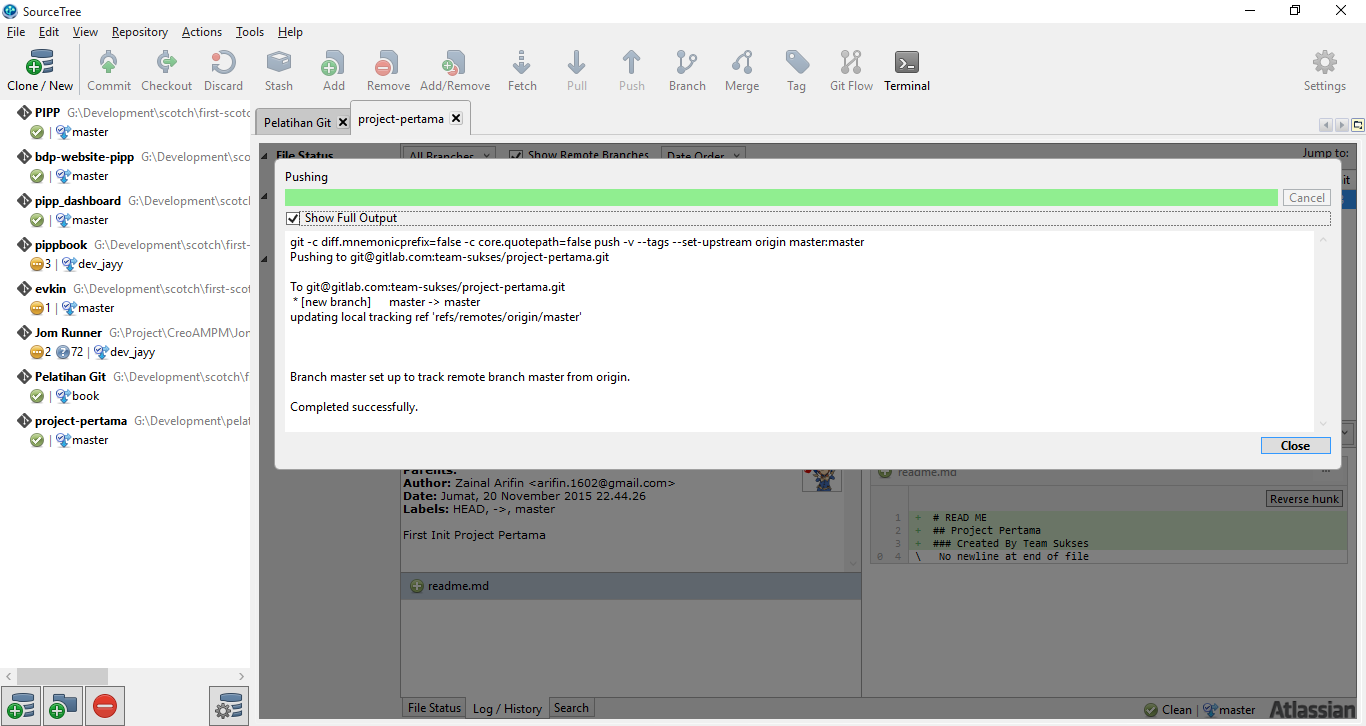 SourceTree
File Edit View Repository Actions Tools Help
Clone / New Commit Checkout Discard Stash Add Remove Add/Remove Fetch Pull Push Branch Merge Tag Git Flow Terminal Settings
PIPP G:\Development\scotch\first-scotc
master
bdp-website-pipp G:\Development\sco
master
pipp_dashboard G:\Development\scotcl
master
pippbook G:\Development\scotch\first-
3 | dev_jayy
evkin G:\Development\scotch\first-scot
1 | master
Jom Runner G:\Project\CreoAMPM\Jon
2 72 | dev_jayy
Pelatihan Git G:\Development\scotch\f
book
project-pertama G:\Development\pelat
master
Pelatihan Git project-pertama
File Status All Branches Show Remote Branches Date Order Jump to:
Pushing
Cancel
Show Full Output
git -c diff.mnemonicprefix=false -c core.quotepath=false push -v --tags --set-upstream origin master:master
Pushing to git@gitlab.com:team-sukses/project-pertama.git
To git@gitlab.com:team-sukses/project-pertama.git
* [new branch] master -> master
updating local tracking ref 'refs/remotes/origin/master'
Branch master set up to track remote branch master from origin.
Completed successfully.
Close
Parents:
Author: Zainal Arifin <arifin.1602@gmail.com>
Date: Jumat, 20 November 2015 22.44.26
Labels: HEAD, ->, master
First Init Project Pertama
readme.md
readme.md
Reverse hunk
1 + # READ ME
2 + ## Project Pertama
3 + ### Created By Team Sukses
0 4 \ No newline at end of file
File Status Log / History Search
Clean | master Atlassian